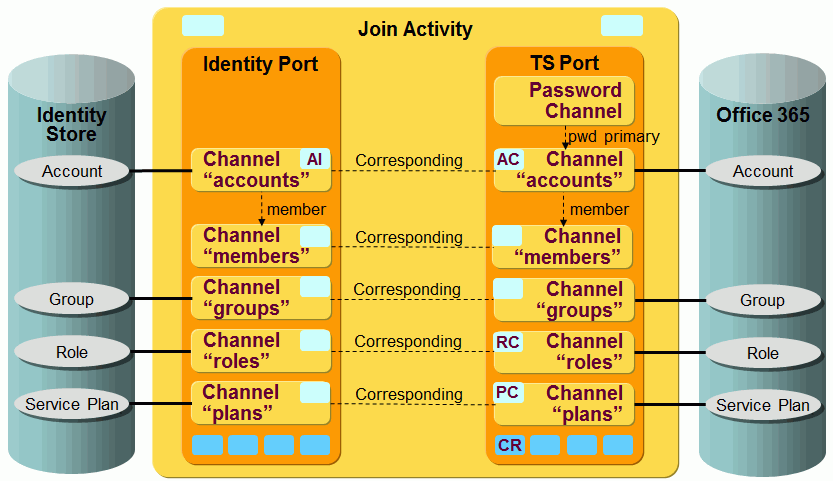 Join Activity
Identity Port
TS Port
Password
Channel
pwd primary
Identity
Store
Office 365
Account
Channel
“accounts”
AI
Corresponding
AC
Channel
“accounts”
Account
member
member
Channel
“members”
Corresponding
Channel
“members”
Group
Channel
“groups”
Corresponding
Channel
“groups”
Group
Role
Channel
“roles”
Corresponding
RC
Channel
“roles”
Role
Service Plan
Channel
“plans”
Corresponding
PC
Channel
“plans”
Service Plan
CR